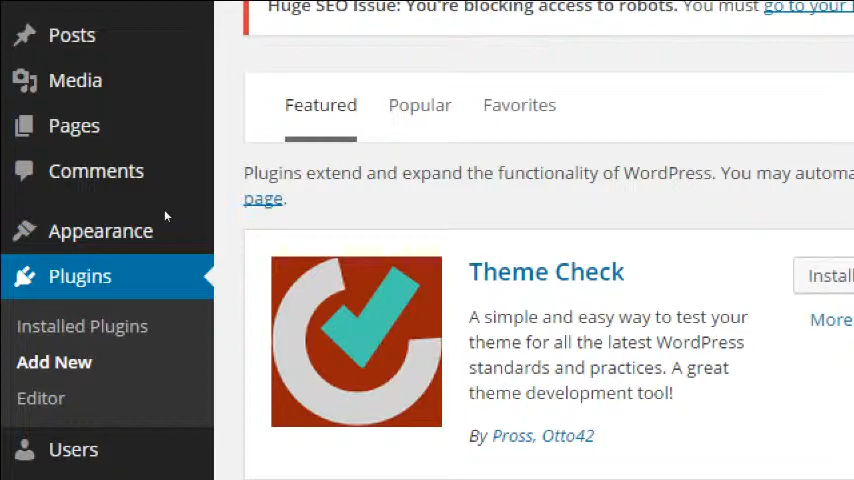 Huge SEO Issue: You're blocking access to robots. You must go to your
Posts
Media
Pages
Comments
Appearance
Plugins
Installed Plugins
Add New
Editor
Users
Featured Popular Favorites
Plugins extend and expand the functionality of WordPress. You may automa
page.
Theme Check
Install
A simple and easy way to test your
theme for all the latest WordPress
standards and practices. A great
theme development tool!
More
By Pross, Otto42